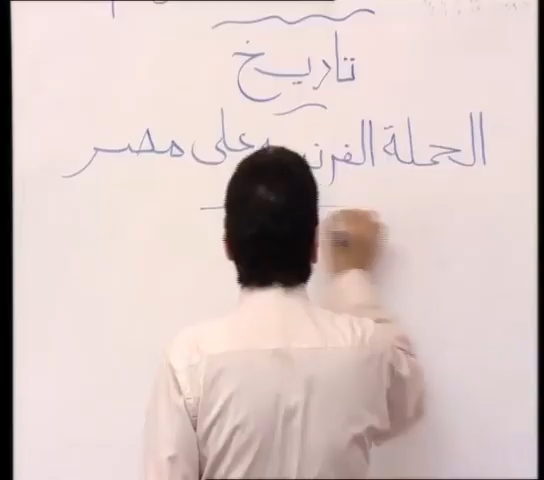 تاريخ
الحملة الفرنسية على مصر